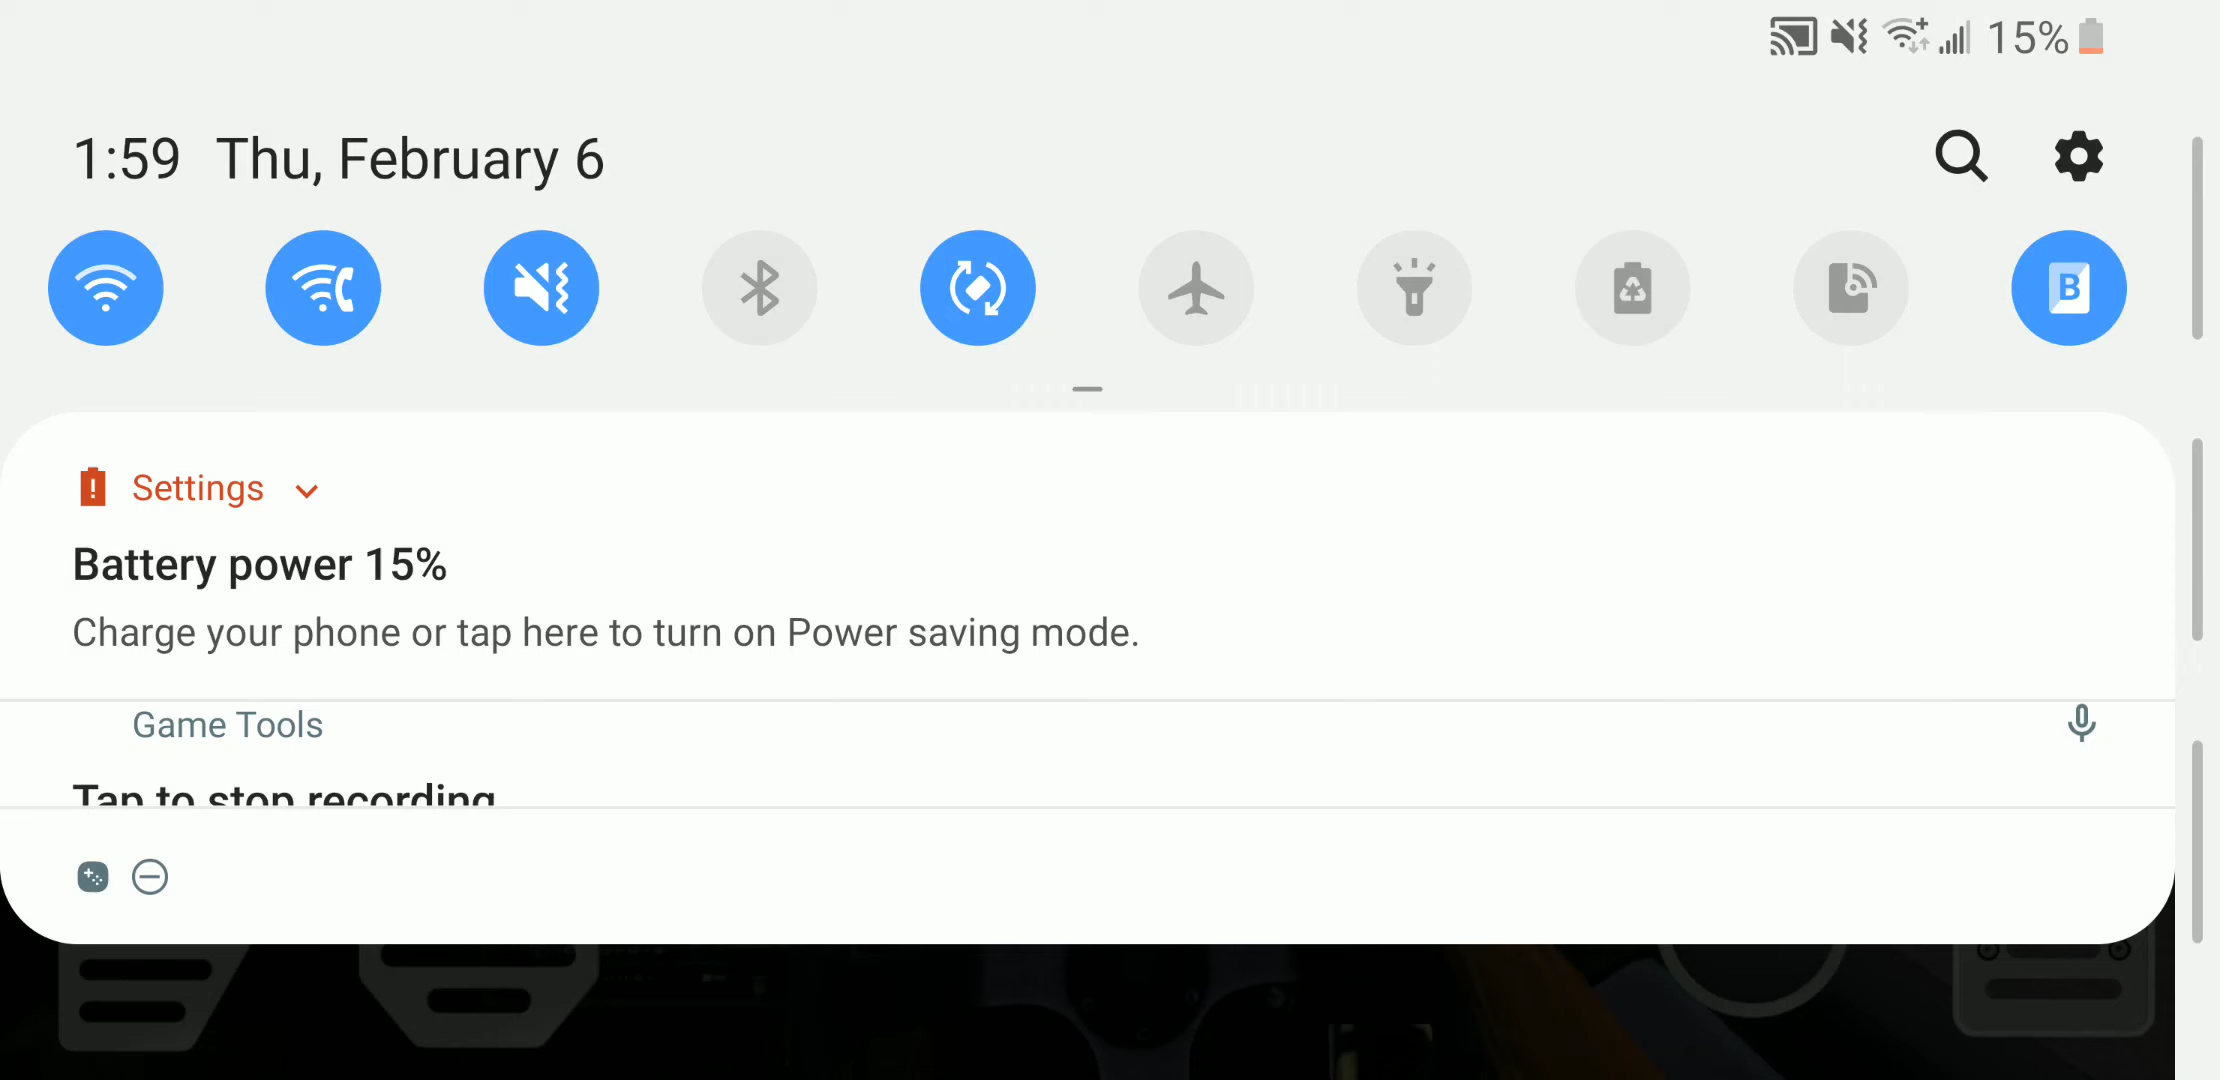 15%
1:59 Thu, February 6
B
Settings
Battery power 15%
Charge your phone or tap here to turn on Power saving mode.
Game Tools
Tap to stop recording